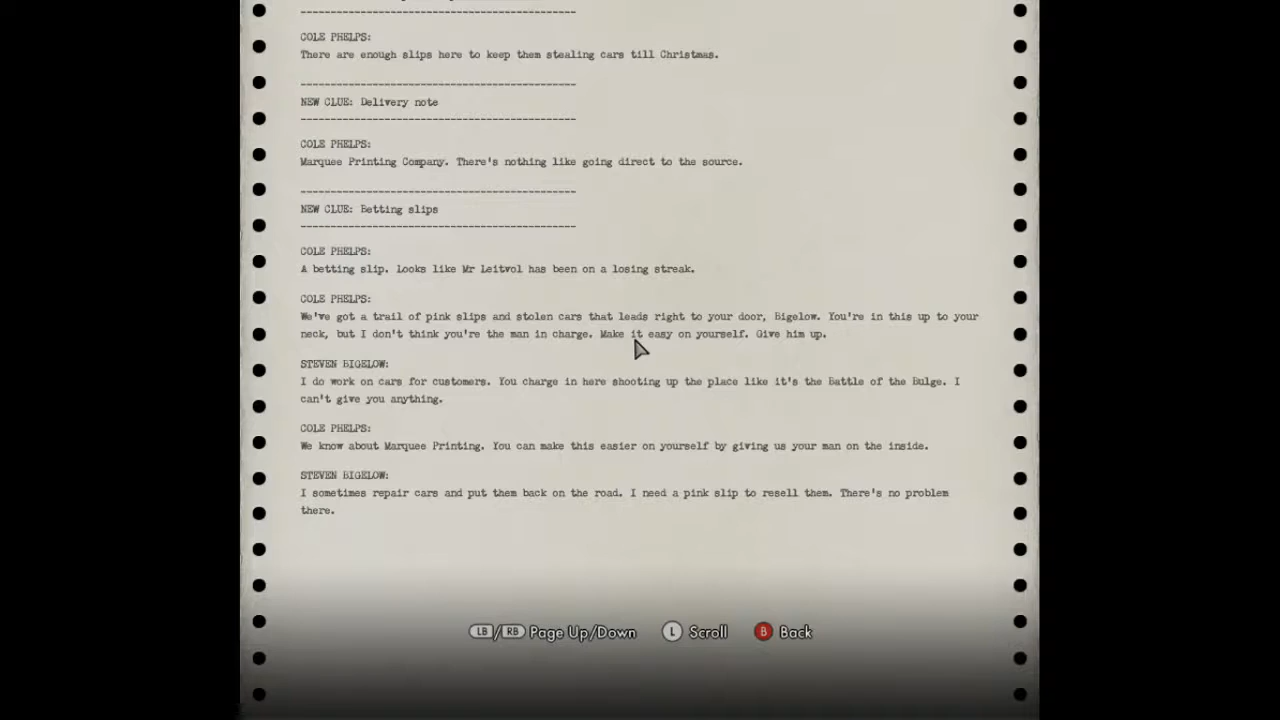 ------------------------------------------------
COLE PHELPS:
There are enough slips here to keep them stealing cars till Christmas.
------------------------------------------------
NEW CLUE: Delivery note
------------------------------------------------
COLE PHELPS:
Marquee Printing Company. There's nothing like going direct to the source.
------------------------------------------------
NEW CLUE: Betting slips
------------------------------------------------
COLE PHELPS:
A betting slip. Looks like Mr Leitvol has been on a losing streak.
COLE PHELPS:
We've got a trail of pink slips and stolen cars that leads right to your door, Bigelow. You're in this up to your
neck, but I don't think you're the man in charge. Make it easy on yourself. Give him up.
STEVEN BIGELOW:
I do work on cars for customers. You charge in here shooting up the place like it's the Battle of the Bulge. I
can't give you anything.
COLE PHELPS:
We know about Marquee Printing. You can make this easier on yourself by giving us your man on the inside.
STEVEN BIGELOW:
I sometimes repair cars and put them back on the road. I need a pink slip to resell them. There's no problem
there.
LB/RB Page Up/Down L Scroll B Back